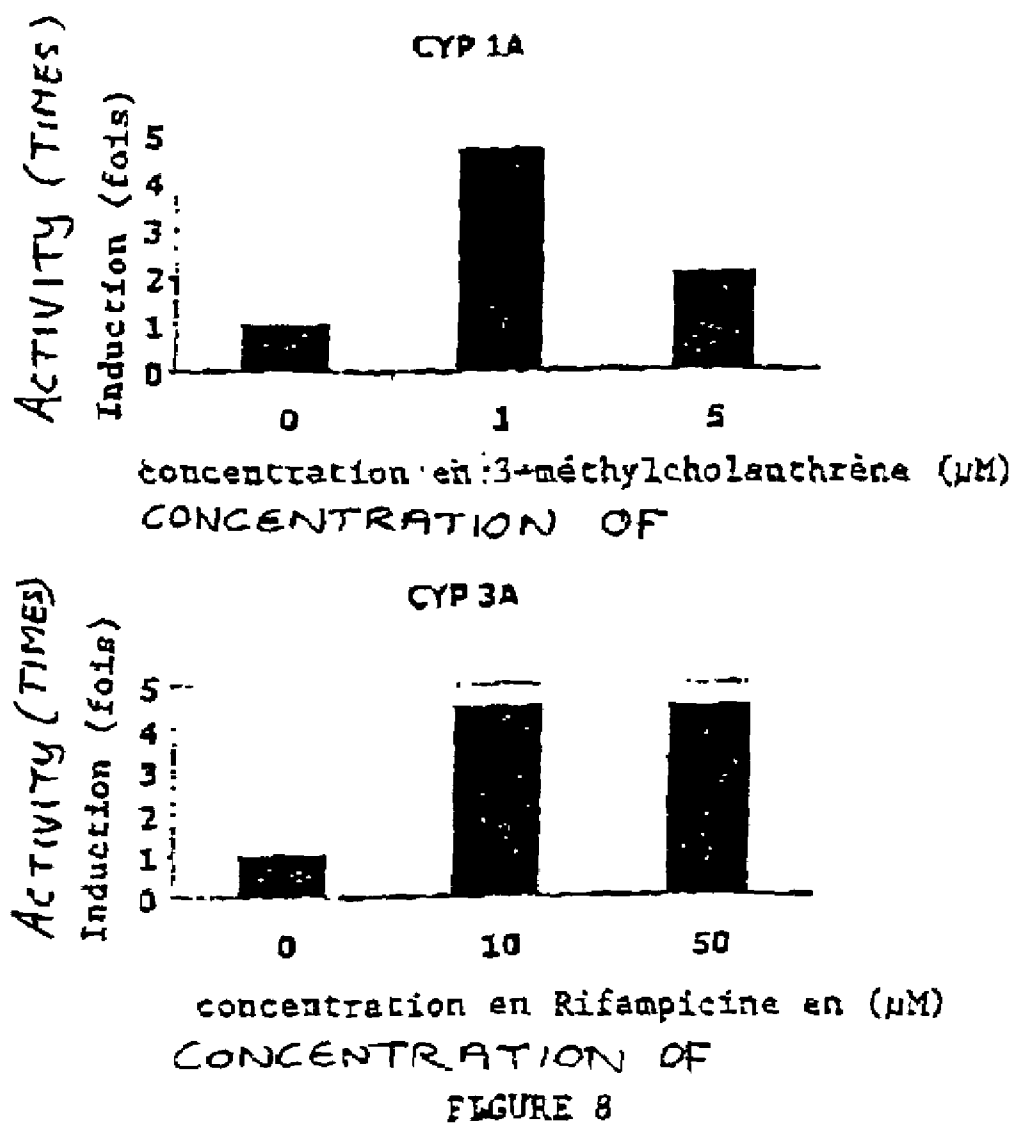 CYP 1A
ACTIVITY (TIMES)
Induction (fois)
5
4
3
2
1
0
0 1 5
concentration en 3-méthylcholanthrène (µM)
CONCENTRATION OF
CYP 3A
ACTIVITY (TIMES)
Induction (fois)
5
4
3
2
1
0
0 10 50
concentration en Rifampicine en (µM)
CONCENTRATION OF
FIGURE 8